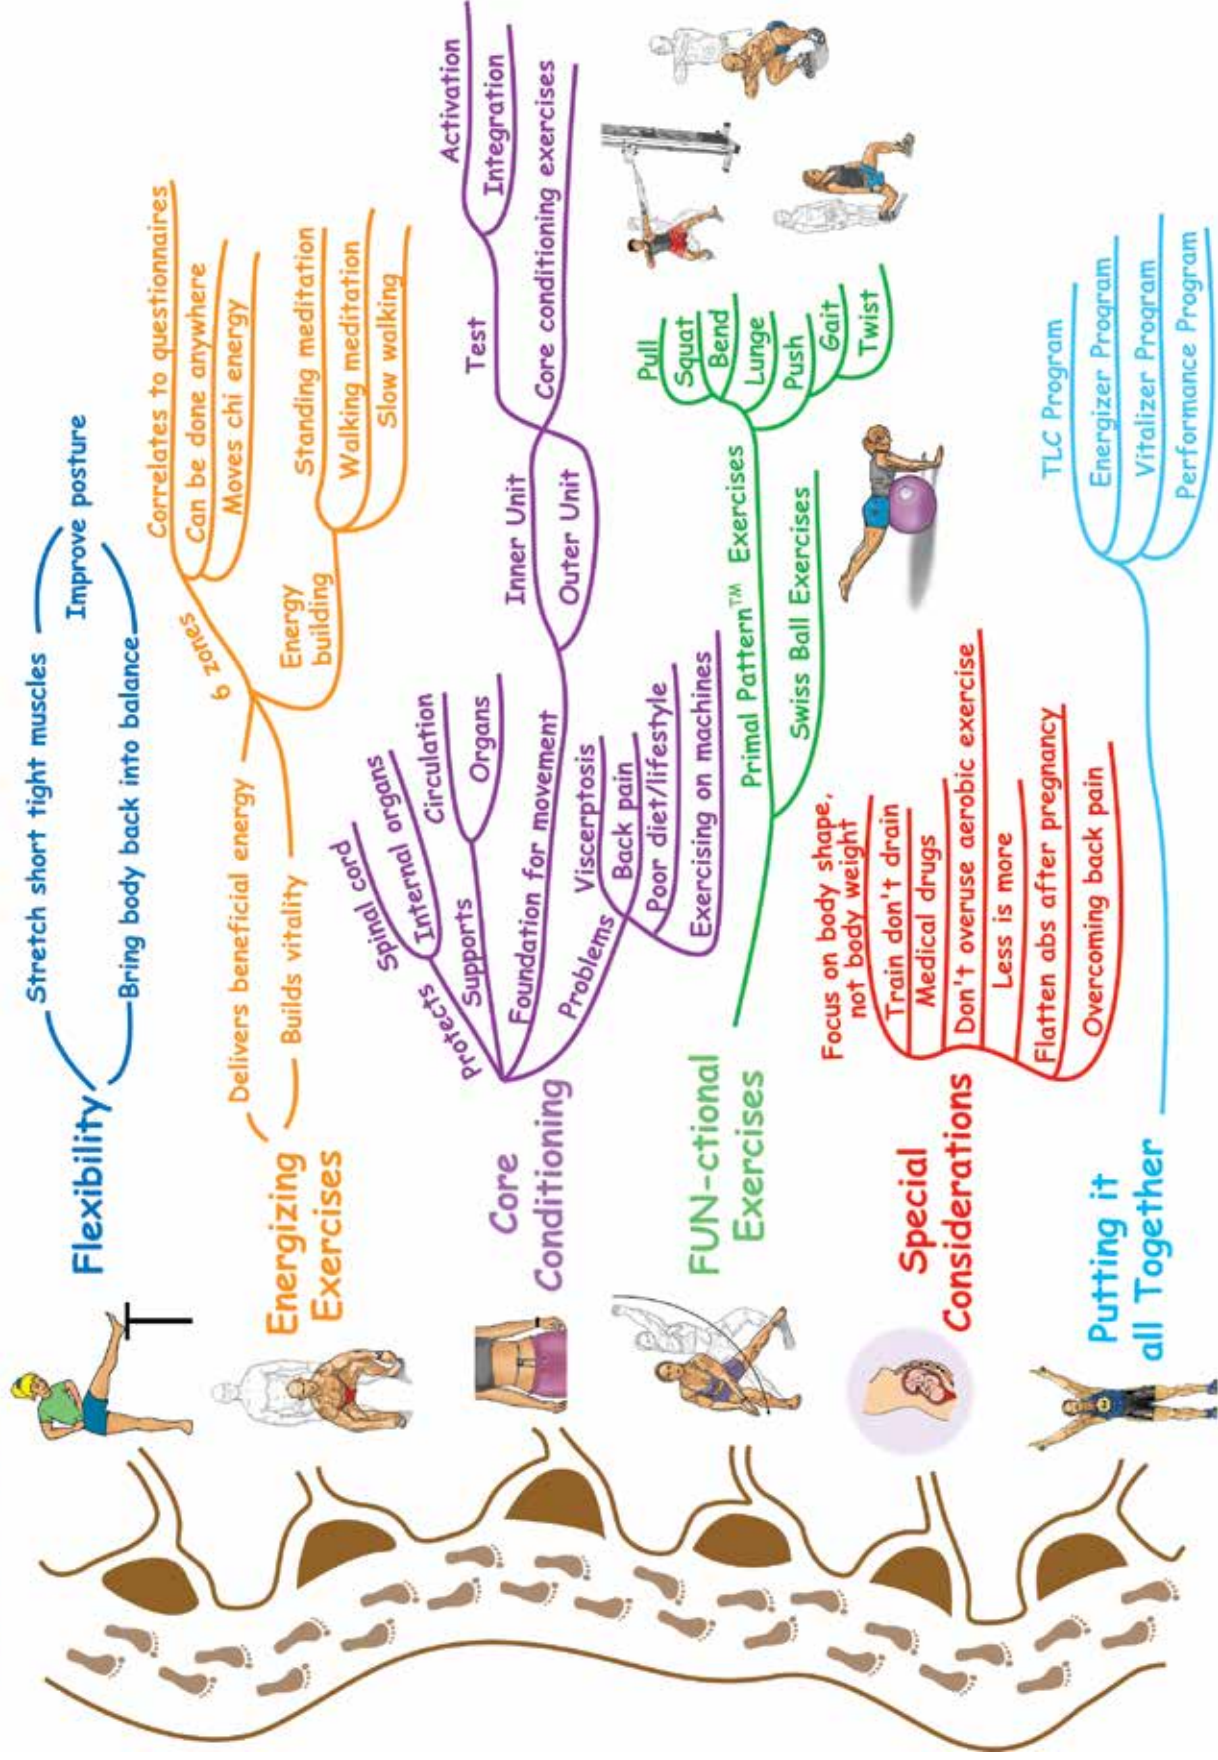 Flexibility
Stretch short tight muscles
Bring body back into balance
Improve posture
Energizing
Exercises
Delivers beneficial energy
Builds vitality
6 zones
Correlates to questionnaires
Can be done anywhere
Moves chi energy
Energy
building
Standing meditation
Walking meditation
Slow walking
Core
Conditioning
Protects
Spinal cord
Internal organs
Supports
Circulation
Organs
Foundation for movement
Inner Unit
Outer Unit
Test
Activation
Integration
Core conditioning exercises
Problems
Viscerptosis
Back pain
Poor diet/lifestyle
Exercising on machines
FUN-ctional
Exercises
Primal Pattern™ Exercises
Pull
Squat
Bend
Lunge
Push
Gait
Twist
Swiss Ball Exercises
Special
Considerations
Focus on body shape,
not body weight
Train don't drain
Medical drugs
Don't overuse aerobic exercise
Less is more
Flatten abs after pregnancy
Overcoming back pain
Putting it
all Together
TLC Program
Energizer Program
Vitalizer Program
Performance Program